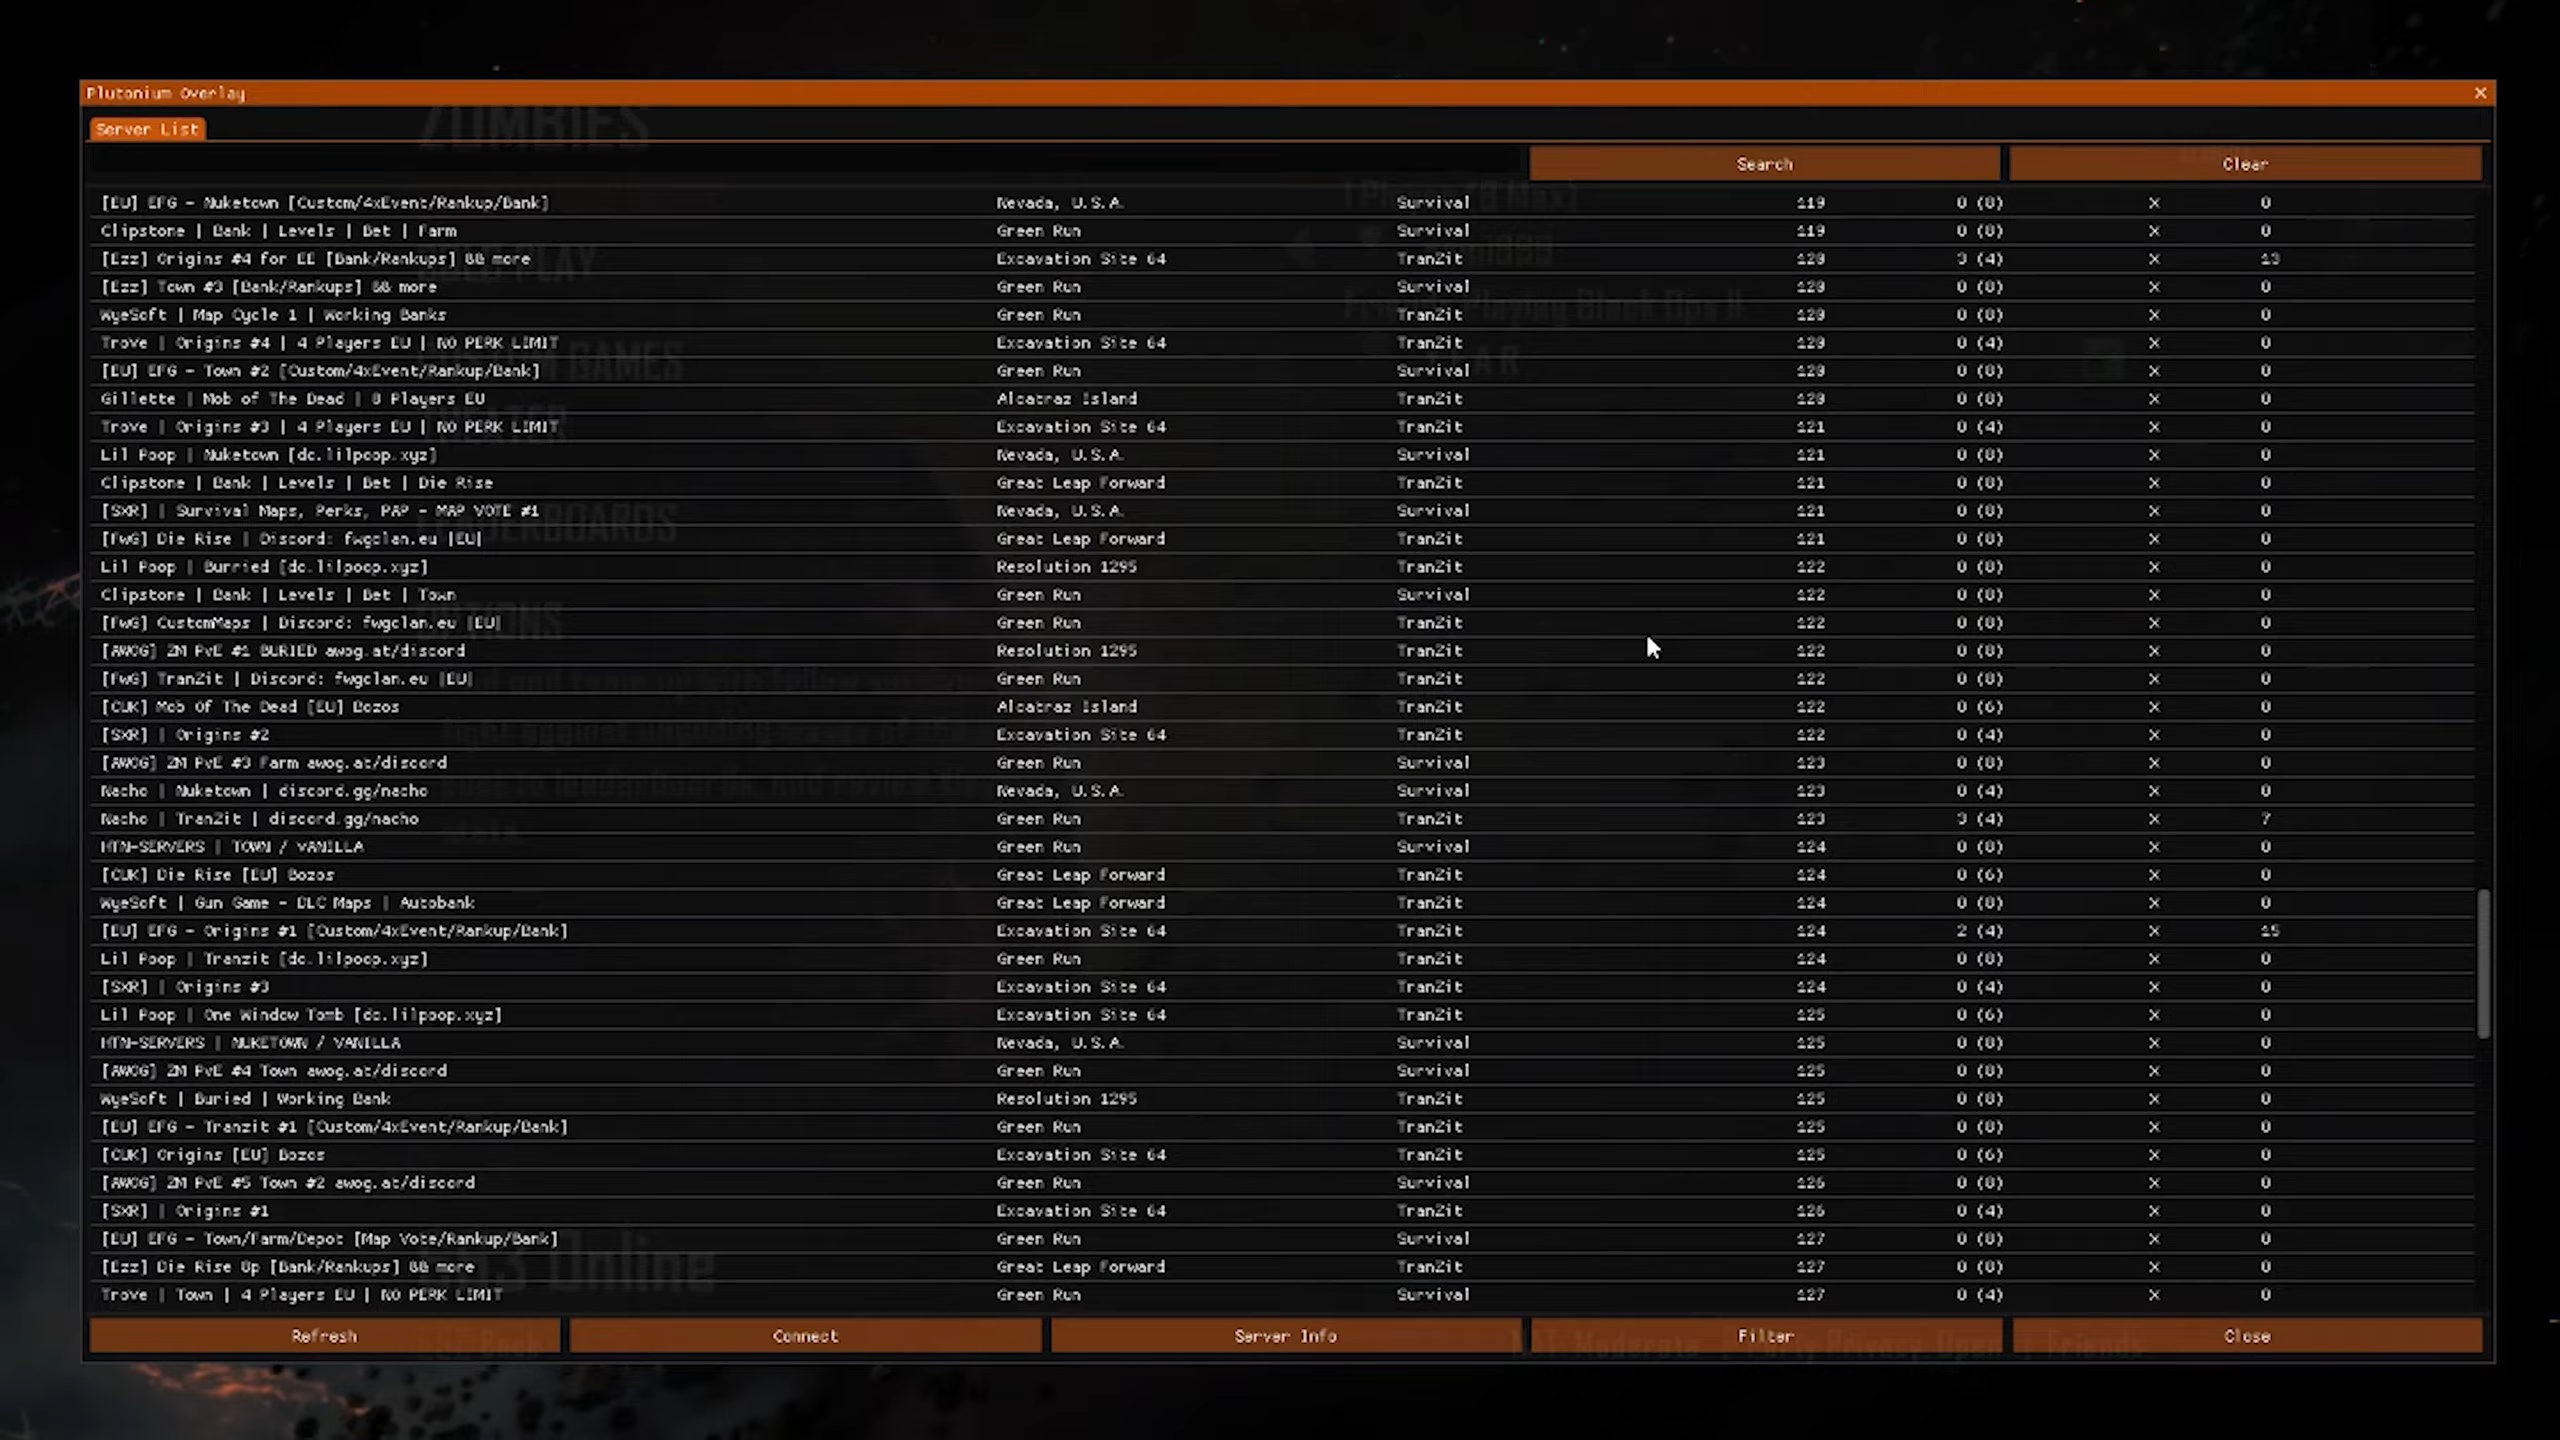 Plutonium Overlay ×
Server List
Search Clear
[EU] EFG - Nuketown [Custom/4xEvent/Rankup/Bank] Nevada, U.S.A. Survival 119 0 (8) X 0
Clipstone | Bank | Levels | Bet | Farm Green Run Survival 119 0 (8) X 0
[Ezz] Origins #4 for EE [Bank/Rankups] && more Excavation Site 64 TranZit 120 3 (4) X 13
[Ezz] Town #3 [Bank/Rankups] && more Green Run Survival 120 0 (8) X 0
WyeSoft | Map Cycle 1 | Working Banks Green Run TranZit 120 0 (8) X 0
Trove | Origins #4 | 4 Players EU | NO PERK LIMIT Excavation Site 64 TranZit 120 0 (4) X 0
[EU] EFG - Town #2 [Custom/4xEvent/Rankup/Bank] Green Run Survival 120 0 (8) X 0
Gillette | Mob of The Dead | 8 Players EU Alcatraz Island TranZit 120 0 (8) X 0
Trove | Origins #3 | 4 Players EU | NO PERK LIMIT Excavation Site 64 TranZit 121 0 (4) X 0
Lil Poop | Nuketown [dc.lilpoop.xyz] Nevada, U.S.A. Survival 121 0 (8) X 0
Clipstone | Bank | Levels | Bet | Die Rise Great Leap Forward TranZit 121 0 (8) X 0
[SXR] | Survival Maps, Perks, PAP - MAP VOTE #1 Nevada, U.S.A. Survival 121 0 (8) X 0
[FwG] Die Rise | Discord: fwgclan.eu [EU] Great Leap Forward TranZit 121 0 (8) X 0
Lil Poop | Burried [dc.lilpoop.xyz] Resolution 1295 TranZit 122 0 (8) X 0
Clipstone | Bank | Levels | Bet | Town Green Run Survival 122 0 (8) X 0
[FwG] CustomMaps | Discord: fwgclan.eu [EU] Green Run TranZit 122 0 (8) X 0
[AWOG] ZM PvE #1 BURIED awog.at/discord Resolution 1295 TranZit 122 0 (8) X 0
[FwG] TranZit | Discord: fwgclan.eu [EU] Green Run TranZit 122 0 (8) X 0
[CUK] Mob Of The Dead [EU] Bozos Alcatraz Island TranZit 122 0 (6) X 0
[SXR] | Origins #2 Excavation Site 64 TranZit 122 0 (4) X 0
[AWOG] ZM PvE #3 Farm awog.at/discord Green Run Survival 123 0 (8) X 0
Nacho | Nuketown | discord.gg/nacho Nevada, U.S.A. Survival 123 0 (4) X 0
Nacho | TranZit | discord.gg/nacho Green Run TranZit 123 3 (4) X 7
HTN-SERVERS | TOWN / VANILLA Green Run Survival 124 0 (8) X 0
[CUK] Die Rise [EU] Bozos Great Leap Forward TranZit 124 0 (6) X 0
WyeSoft | Gun Game - DLC Maps | Autobank Great Leap Forward TranZit 124 0 (8) X 0
[EU] EFG - Origins #1 [Custom/4xEvent/Rankup/Bank] Excavation Site 64 TranZit 124 2 (4) X 15
Lil Poop | Tranzit [dc.lilpoop.xyz] Green Run TranZit 124 0 (8) X 0
[SXR] | Origins #3 Excavation Site 64 TranZit 124 0 (4) X 0
Lil Poop | One Window Tomb [dc.lilpoop.xyz] Excavation Site 64 TranZit 125 0 (6) X 0
HTN-SERVERS | NUKETOWN / VANILLA Nevada, U.S.A. Survival 125 0 (8) X 0
[AWOG] ZM PvE #4 Town awog.at/discord Green Run Survival 125 0 (8) X 0
WyeSoft | Buried | Working Bank Resolution 1295 TranZit 125 0 (8) X 0
[EU] EFG - Tranzit #1 [Custom/4xEvent/Rankup/Bank] Green Run TranZit 125 0 (8) X 0
[CUK] Origins [EU] Bozos Excavation Site 64 TranZit 125 0 (6) X 0
[AWOG] ZM PvE #5 Town #2 awog.at/discord Green Run Survival 126 0 (8) X 0
[SXR] | Origins #1 Excavation Site 64 TranZit 126 0 (4) X 0
[EU] EFG - Town/Farm/Depot [Map Vote/Rankup/Bank] Green Run Survival 127 0 (8) X 0
[Ezz] Die Rise 8p [Bank/Rankups] && more Great Leap Forward TranZit 127 0 (8) X 0
Trove | Town | 4 Players EU | NO PERK LIMIT Green Run Survival 127 0 (4) X 0
Refresh Connect Server Info Filter Close